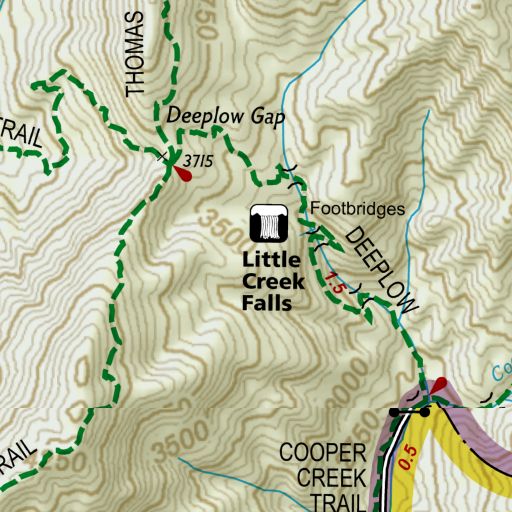 THOMAS
750
Deeplow Gap
TRAIL
3715
3500
Footbridges
DEEPLOW
Little
Creek
Falls
1.5
3000
3500
TRAIL
COOPER
CREEK
TRAIL
0.5